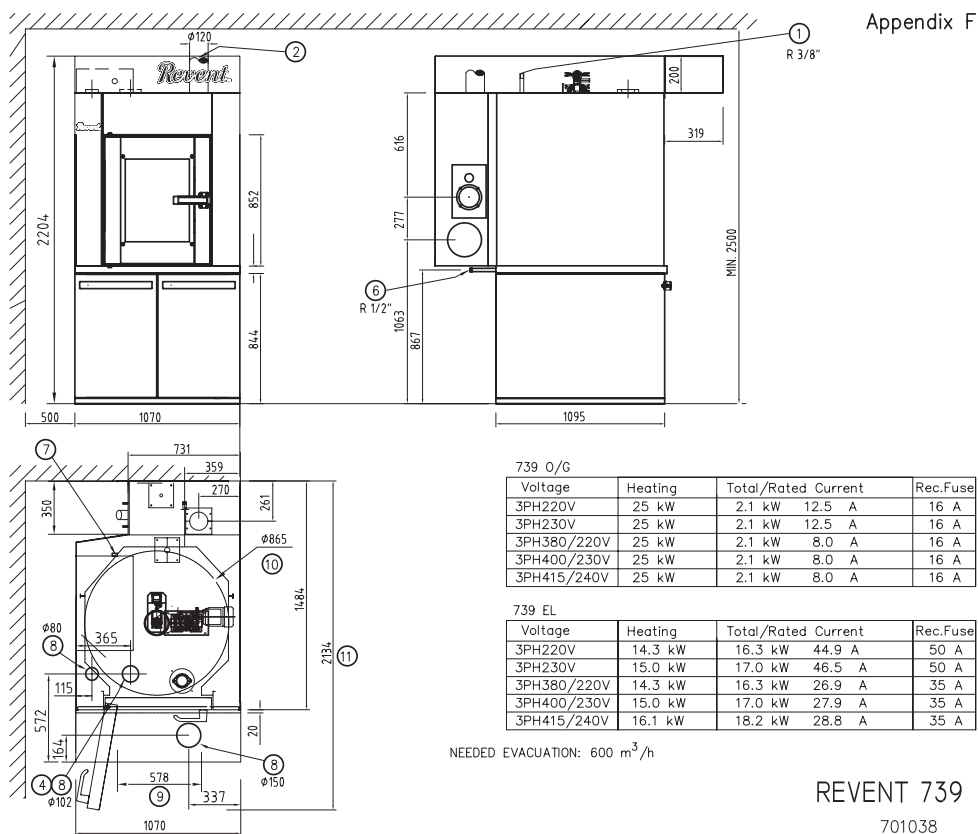 Appendix F
ø120
2
Revent
2204
852
844
500
1070
1
R 3/8"
200
319
616
277
MIN. 2500
6
R 1/2"
1063
867
1095
7
731
359
270
261
350
ø865
10
1484
2134
11
ø80
365
8
115
572
164
20
8
ø150
4
8
ø102
578
9
337
1070
739 O/G
Voltage Heating Total/Rated Current Rec.Fuse
3PH220V 25 kW 2.1 kW 12.5 A 16 A
3PH230V 25 kW 2.1 kW 12.5 A 16 A
3PH380/220V 25 kW 2.1 kW 8.0 A 16 A
3PH400/230V 25 kW 2.1 kW 8.0 A 16 A
3PH415/240V 25 kW 2.1 kW 8.0 A 16 A
739 EL
Voltage Heating Total/Rated Current Rec.Fuse
3PH220V 14.3 kW 16.3 kW 44.9 A 50 A
3PH230V 15.0 kW 17.0 kW 46.5 A 50 A
3PH380/220V 14.3 kW 16.3 kW 26.9 A 35 A
3PH400/230V 15.0 kW 17.0 kW 27.9 A 35 A
3PH415/240V 16.1 kW 18.2 kW 28.8 A 35 A
NEEDED EVACUATION: 600 m³/h
REVENT 739
701038